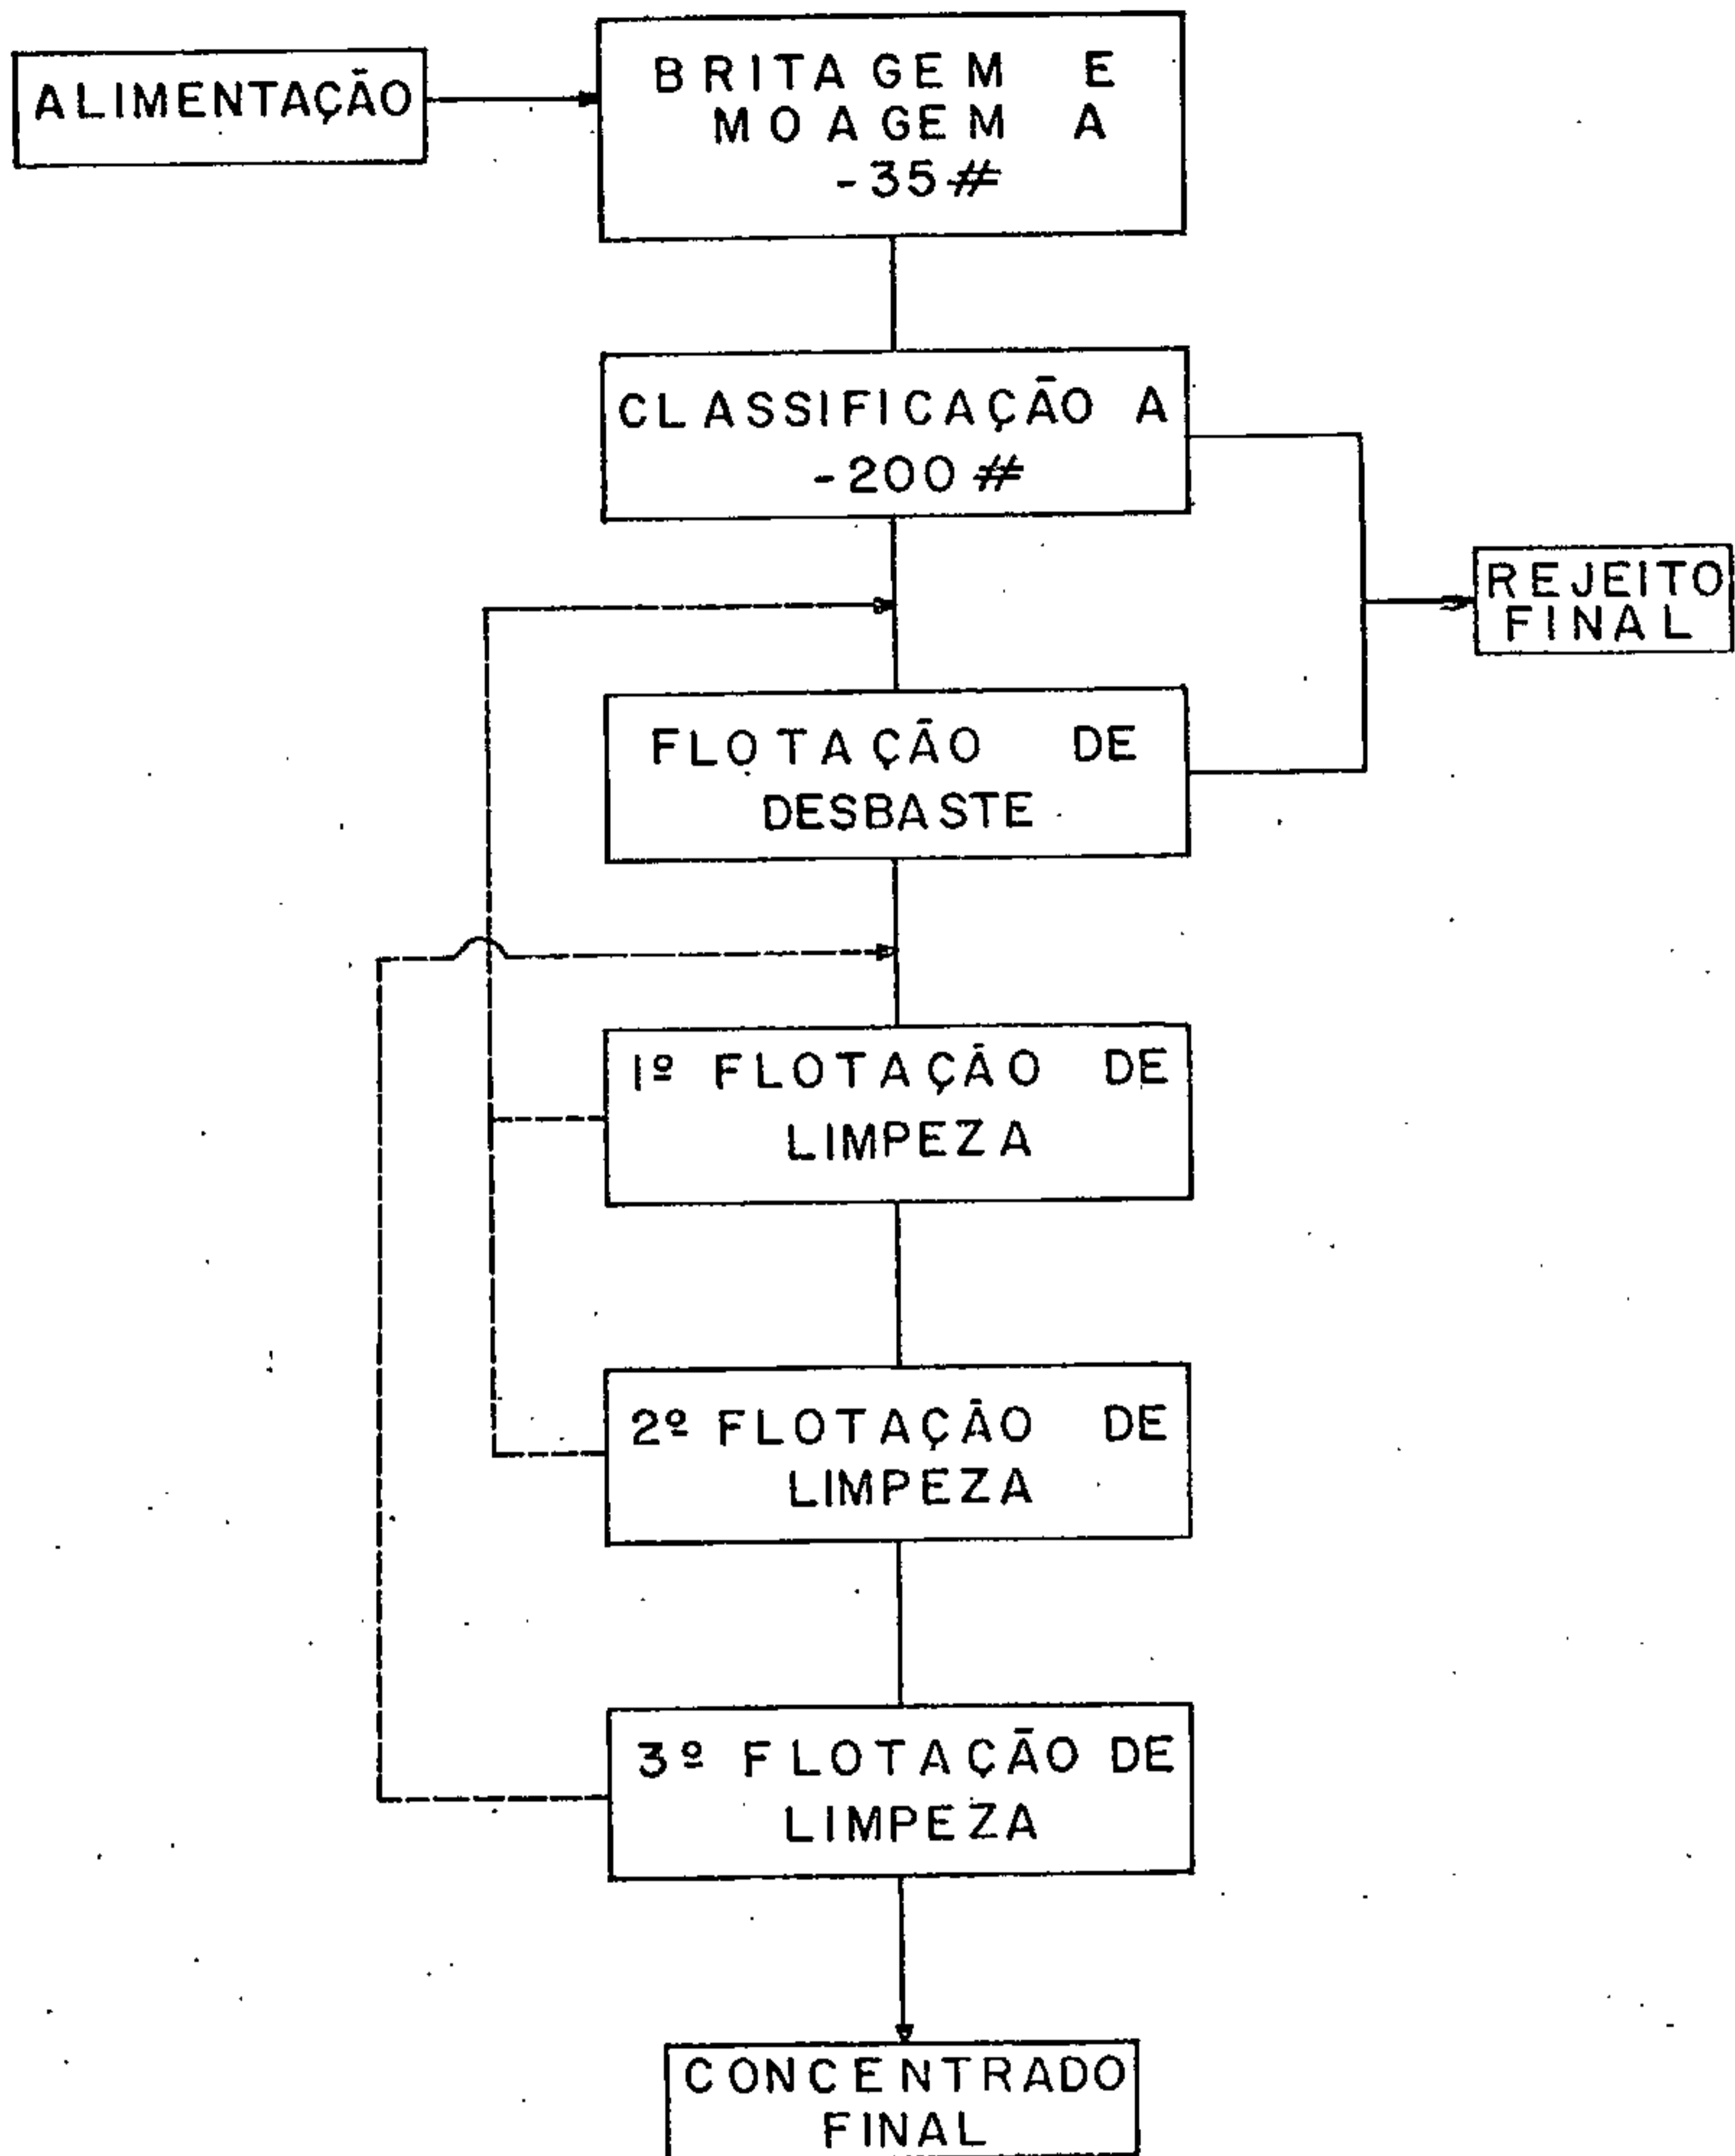 ALIMENTAÇÃO
BRITAGEM E
MOAGEM A
-35#
CLASSIFICAÇÃO A
-200#
REJEITO
FINAL
FLOTAÇÃO DE
DESBASTE
1º FLOTAÇÃO DE
LIMPEZA
2º FLOTAÇÃO DE
LIMPEZA
3º FLOTAÇÃO DE
LIMPEZA
CONCENTRADO
FINAL